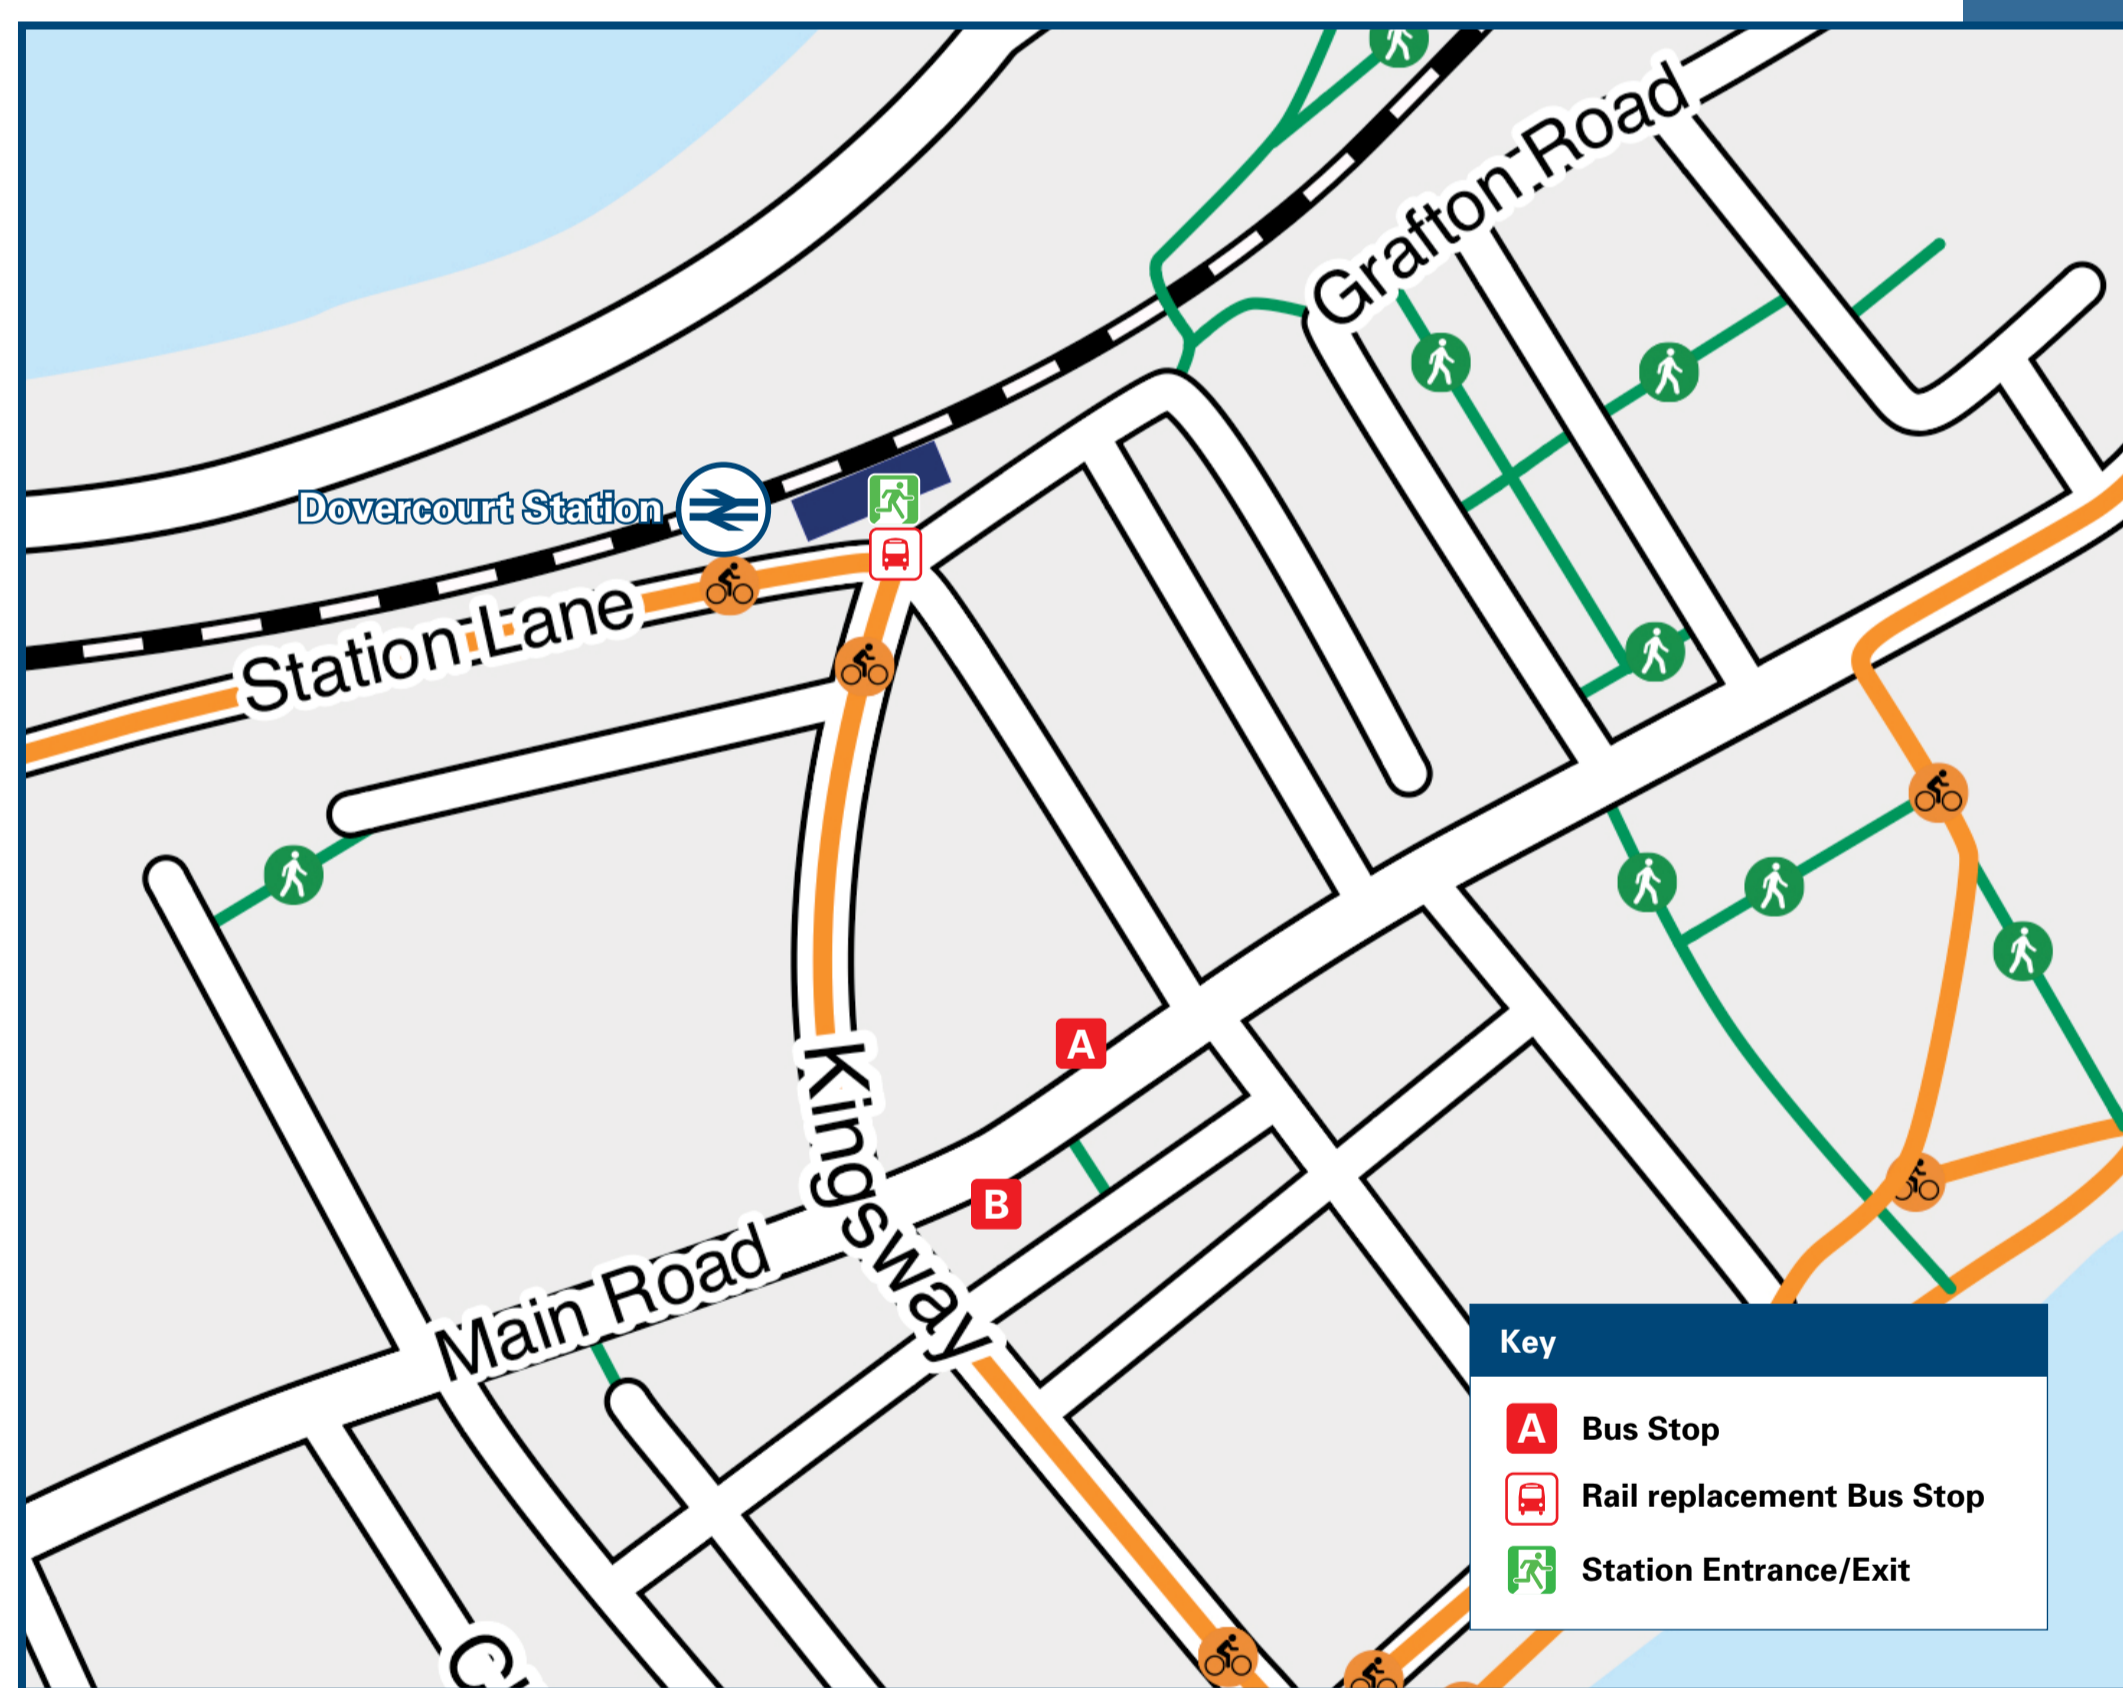 Grafton Road
Dovercourt Station
Station Lane
Kingsway
A
B
Main Road
Key
A Bus Stop
Rail replacement Bus Stop
Station Entrance/Exit